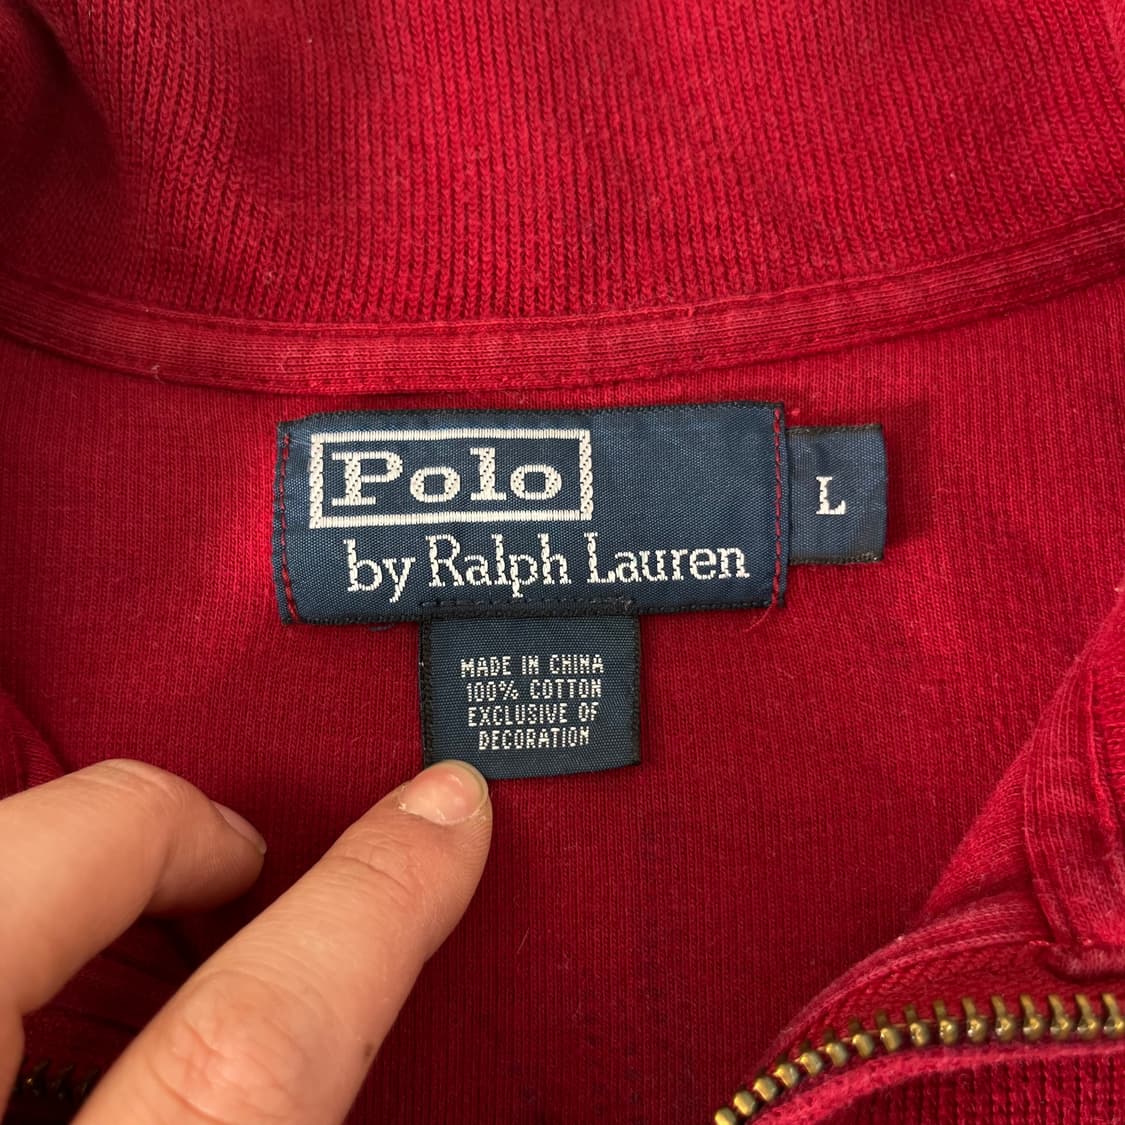 Polo
by Ralph Lauren
L
MADE IN CHINA
100% COTTON
EXCLUSIVE OF
DECORATION